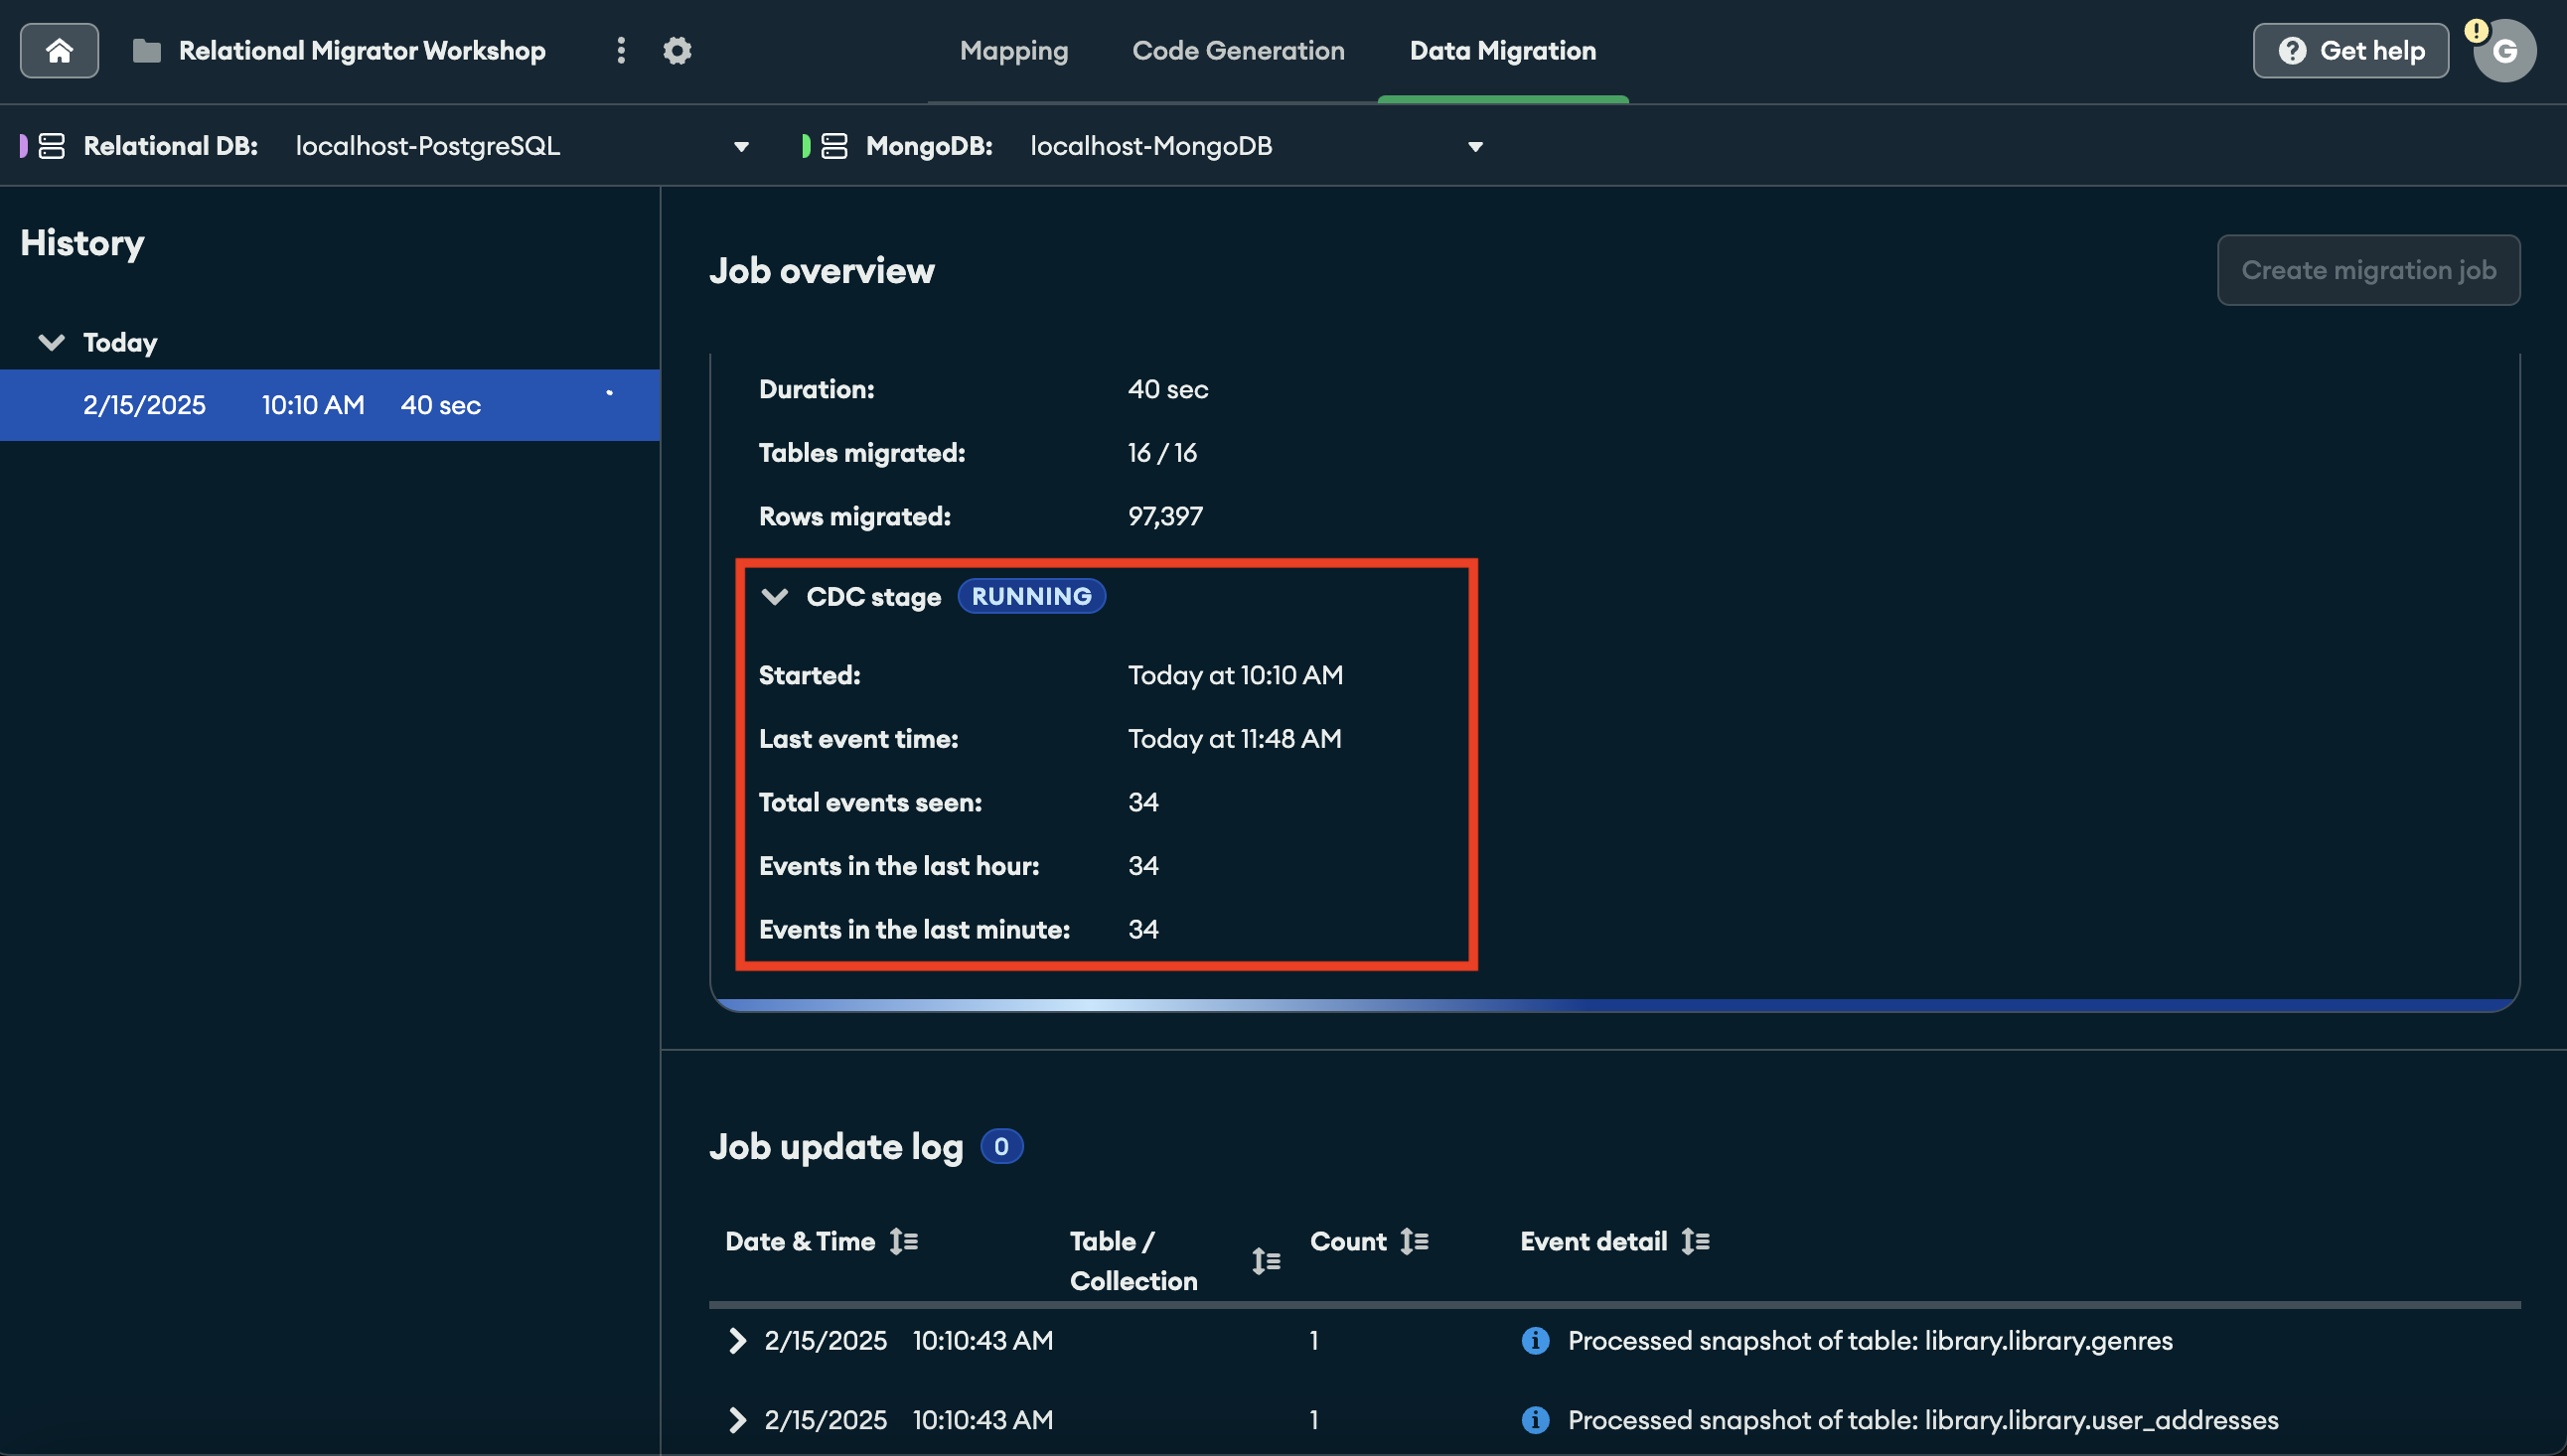 Relational Migrator Workshop
Mapping
Code Generation
Data Migration
Get help
G
Relational DB: localhost-PostgreSQL
MongoDB: localhost-MongoDB
History
Today
2/15/2025 10:10 AM 40 sec
Job overview
Create migration job
Duration: 40 sec
Tables migrated: 16 / 16
Rows migrated: 97,397
CDC stage RUNNING
Started: Today at 10:10 AM
Last event time: Today at 11:48 AM
Total events seen: 34
Events in the last hour: 34
Events in the last minute: 34
Job update log 0
Date & Time
Table /
Collection
Count
Event detail
2/15/2025 10:10:43 AM 1 Processed snapshot of table: library.library.genres
2/15/2025 10:10:43 AM 1 Processed snapshot of table: library.library.user_addresses